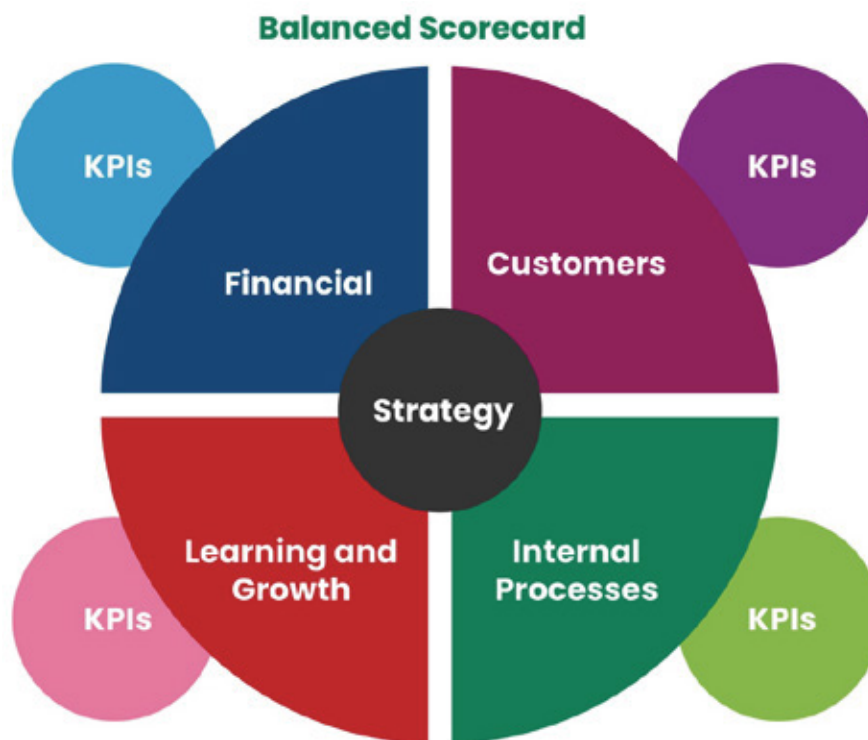 Balanced Scorecard
KPIs
KPIs
Financial
Customers
Strategy
Learning and
Growth
Internal
Processes
KPIs
KPIs